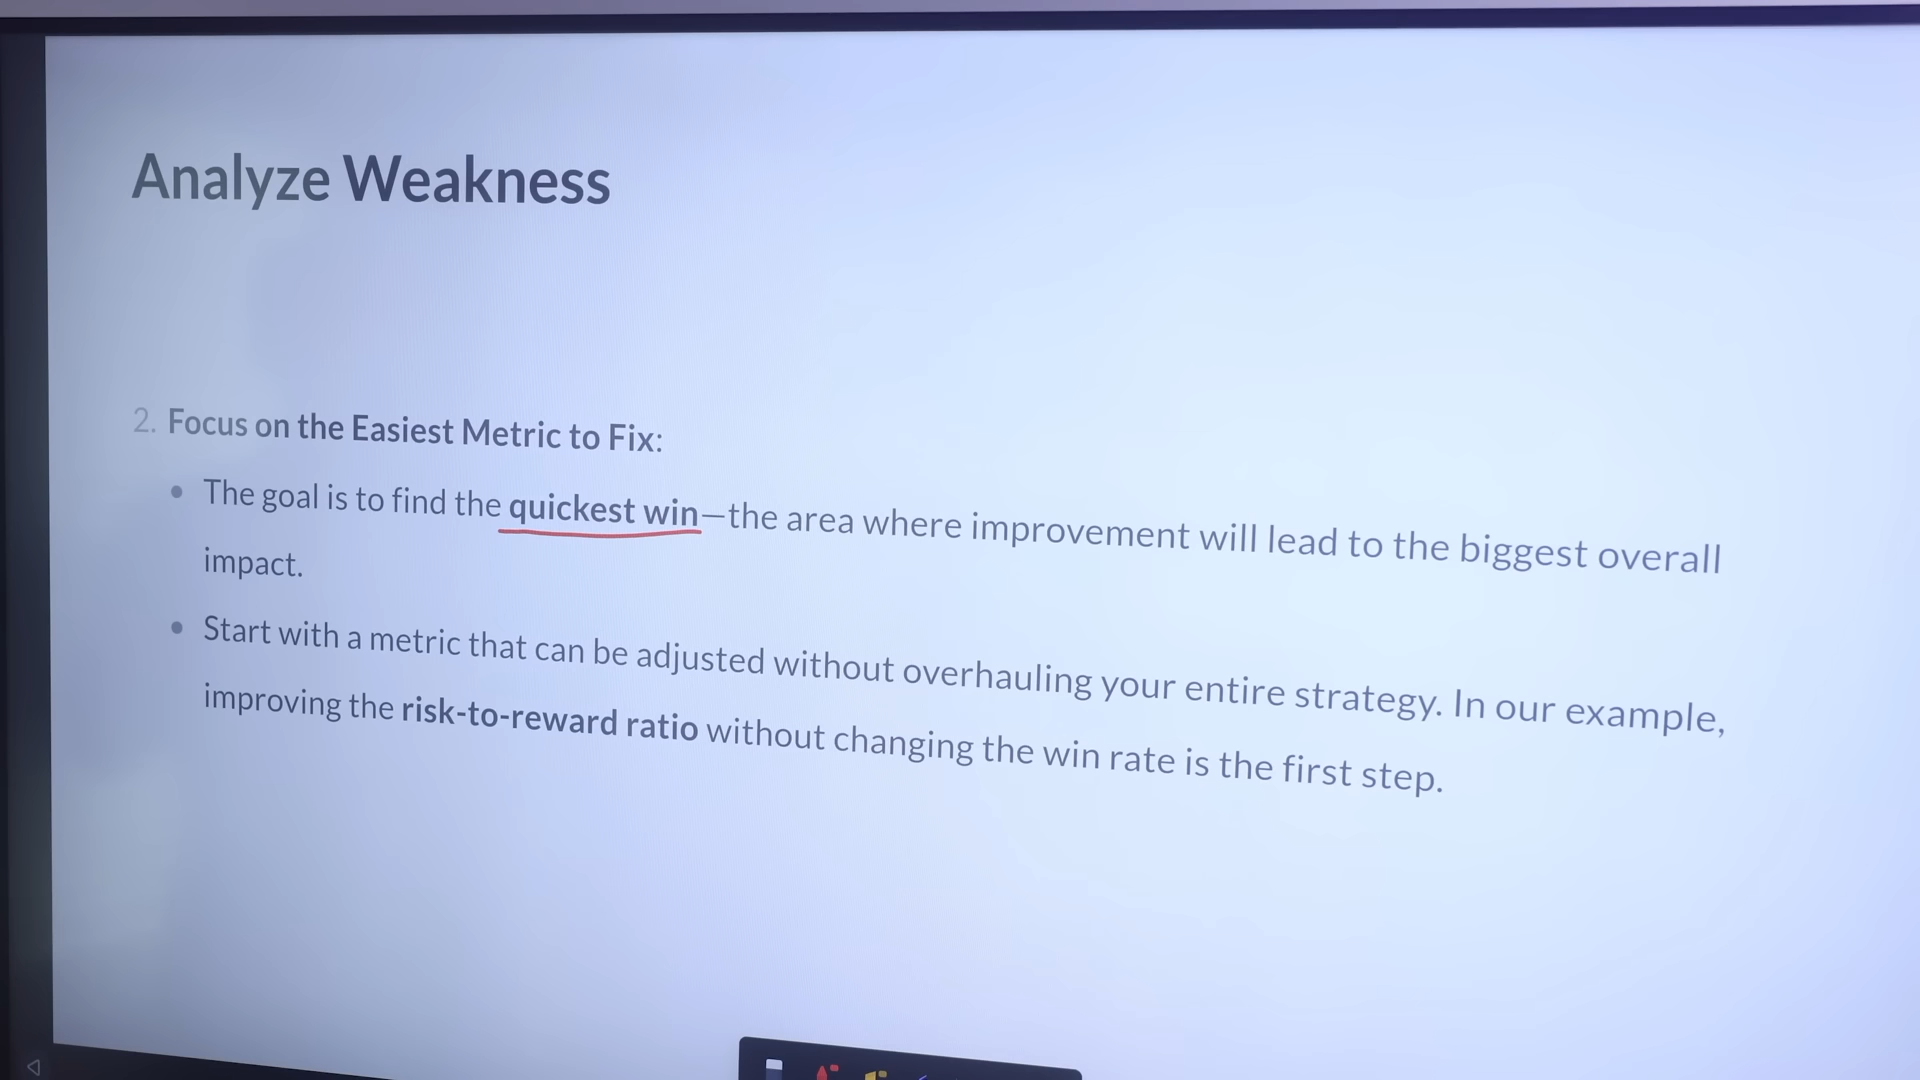 Analyze Weakness
2. Focus on the Easiest Metric to Fix:
• The goal is to find the quickest win—the area where improvement will lead to the biggest overall
impact.
• Start with a metric that can be adjusted without overhauling your entire strategy. In our example,
improving the risk-to-reward ratio without changing the win rate is the first step.